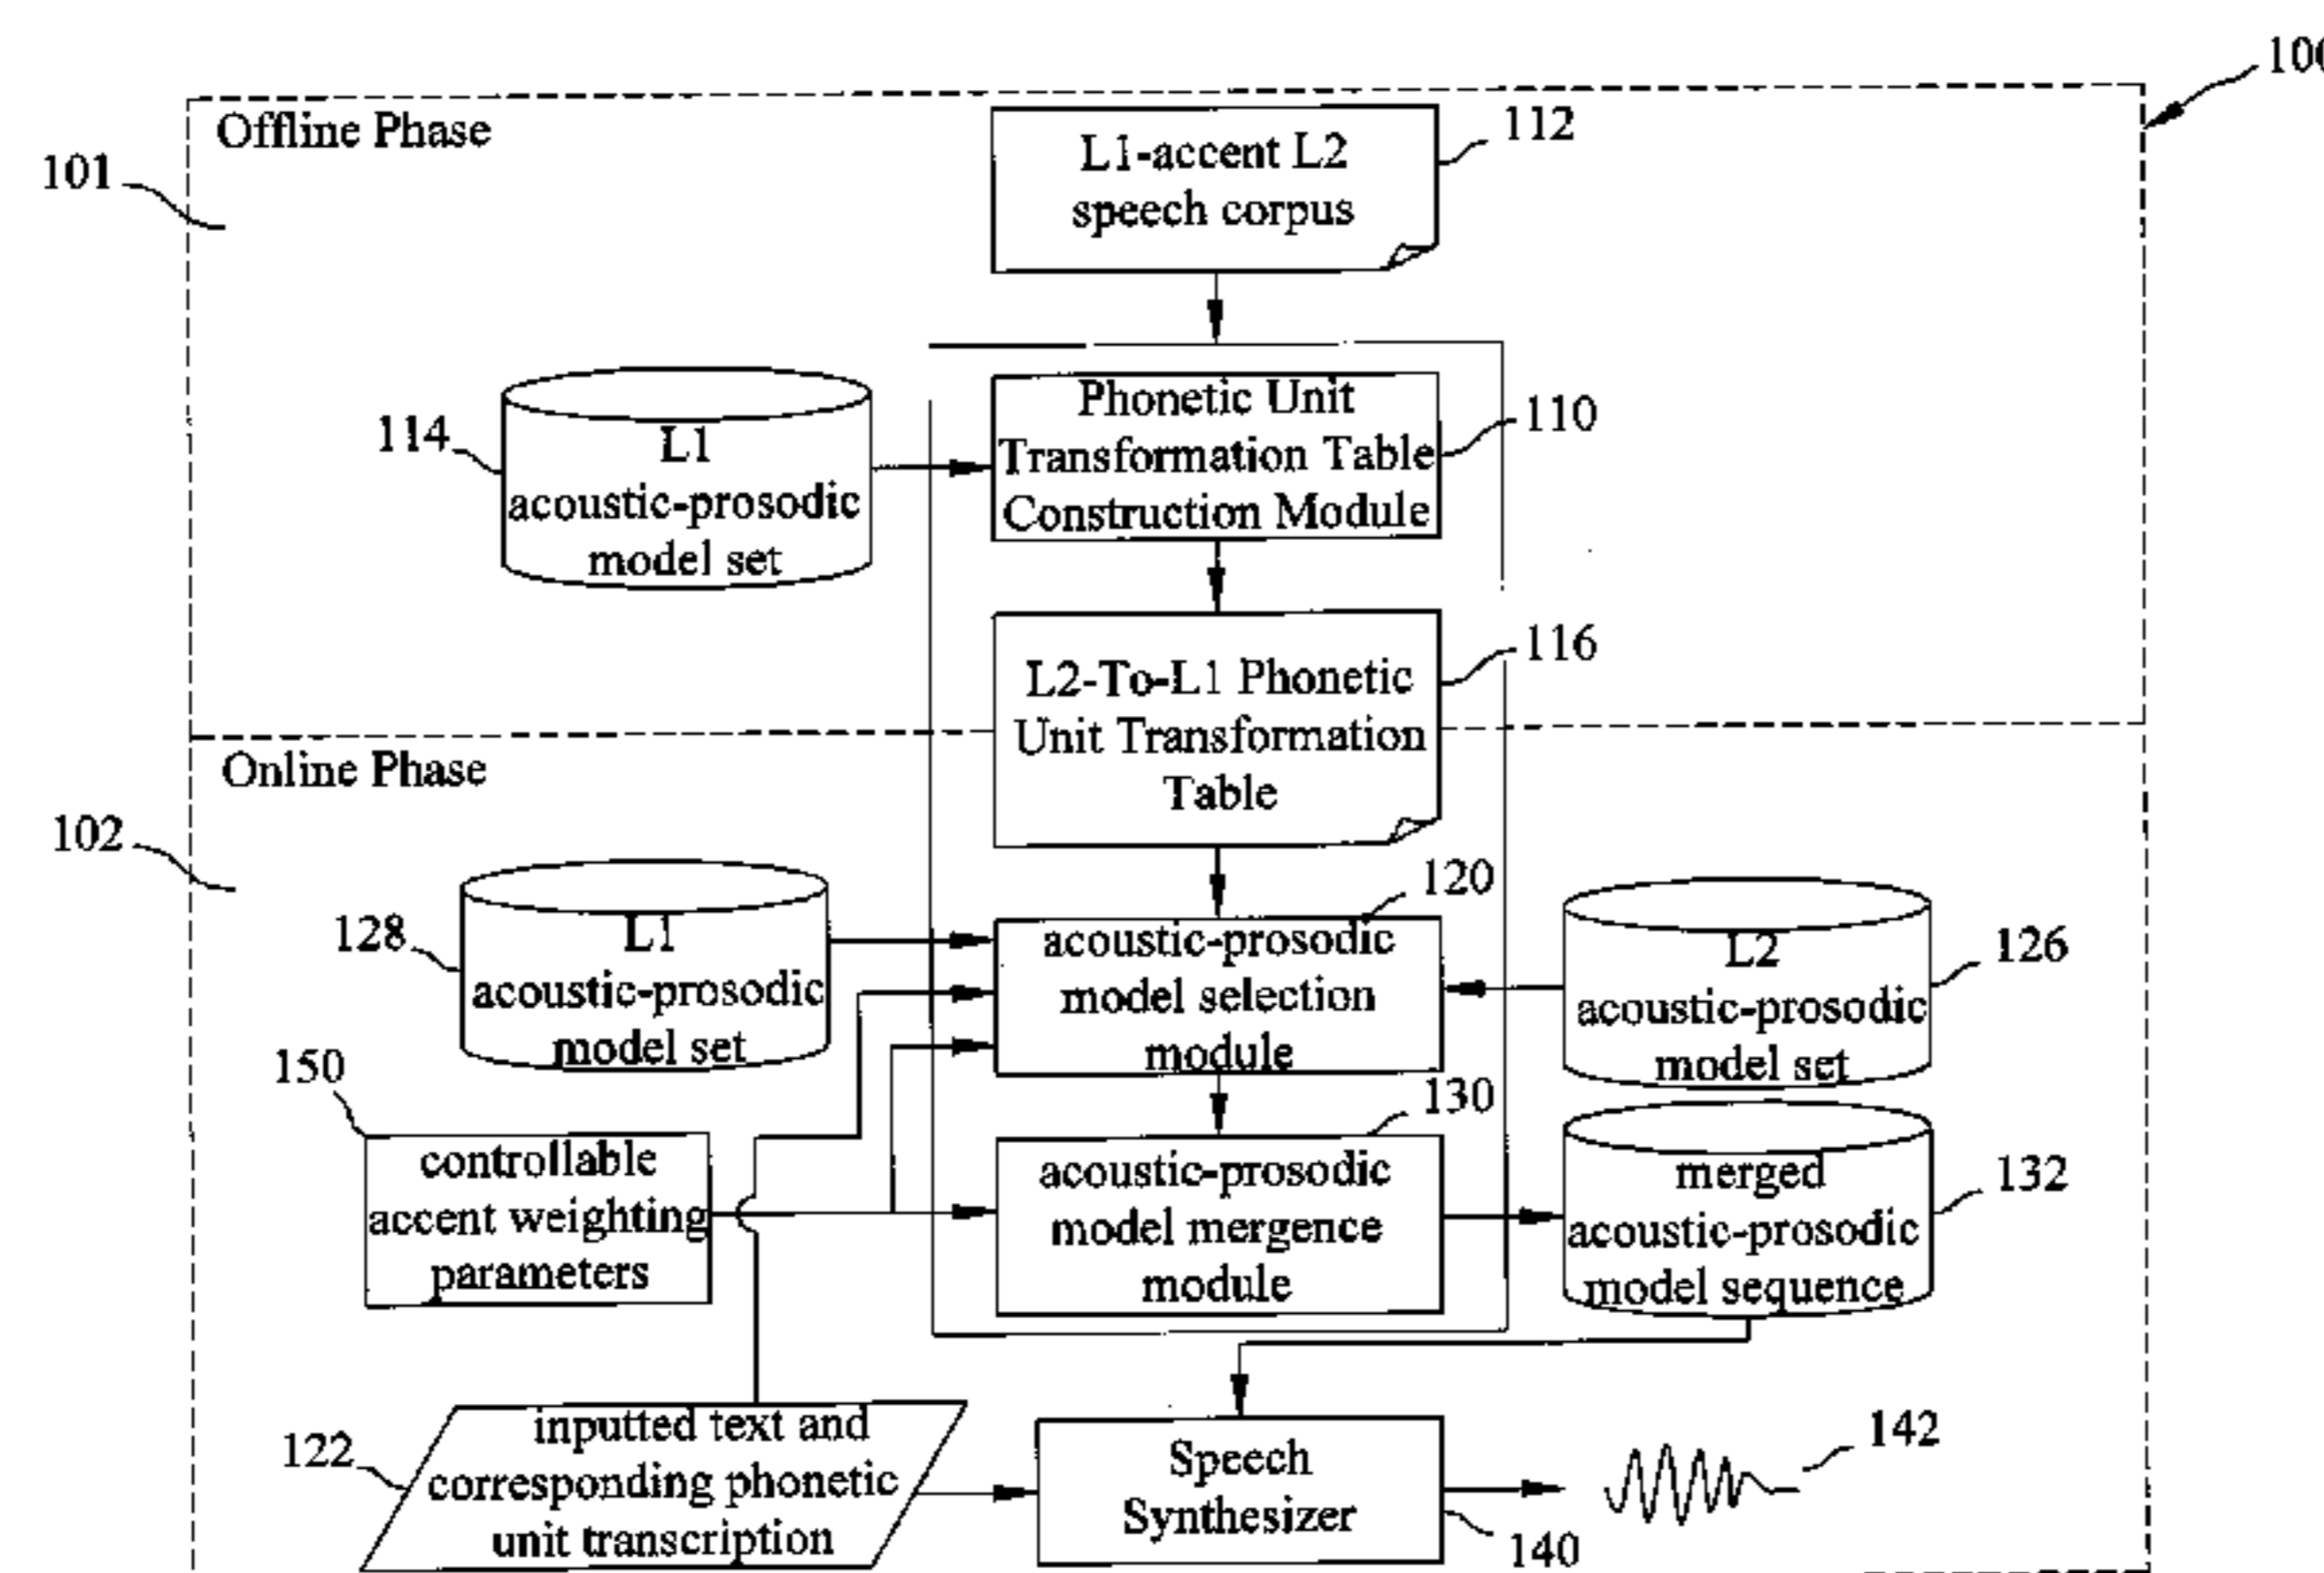 100
Offline Phase
101
L1-accent L2
speech corpus
112
114
L1
acoustic-prosodic
model set
Phonetic Unit
Transformation Table
Construction Module
110
L2-To-L1 Phonetic
Unit Transformation
Table
116
Online Phase
102
128
L1
acoustic-prosodic
model set
120
acoustic-prosodic
model selection
module
L2
acoustic-prosodic
model set
126
150
controllable
accent weighting
parameters
130
acoustic-prosodic
model mergence
module
merged
acoustic-prosodic
model sequence
132
122
inputted text and
corresponding phonetic
unit transcription
Speech
Synthesizer
140
142